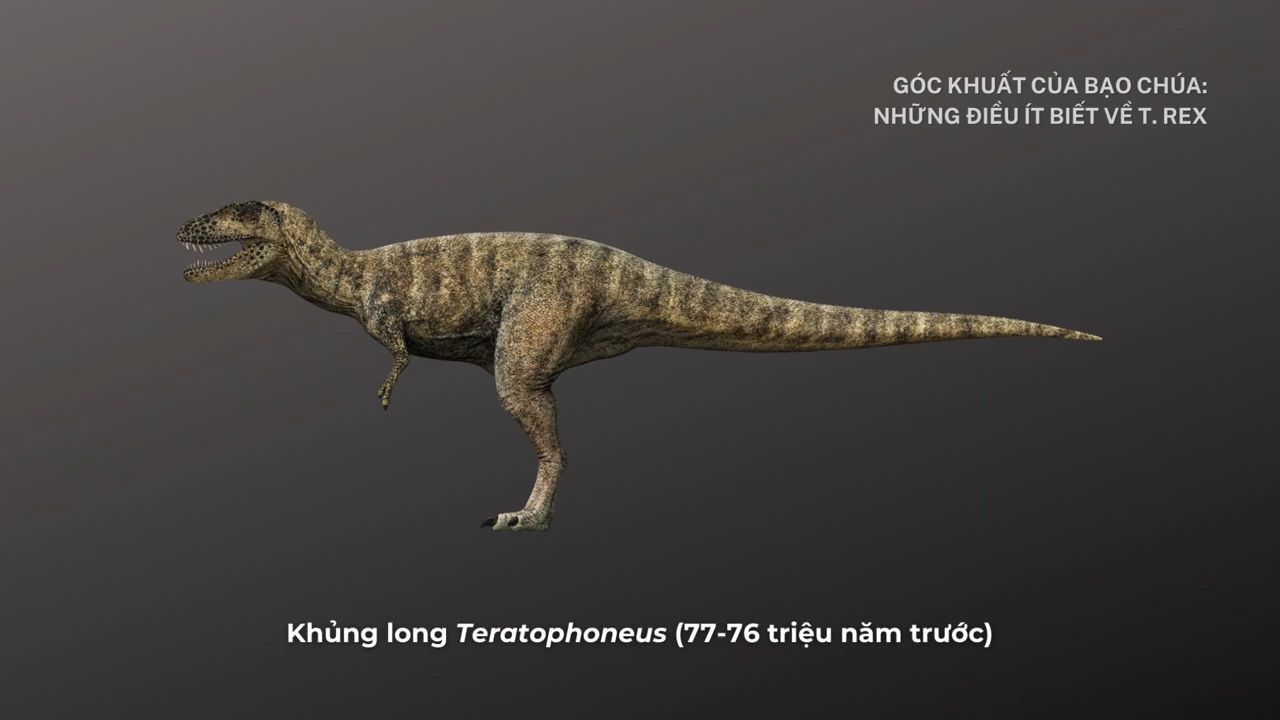 GÓC KHUẤT CỦA BẠO CHÚA:
NHỮNG ĐIỀU ÍT BIẾT VỀ T. REX
Khủng long Teratophoneus (77-76 triệu năm trước)